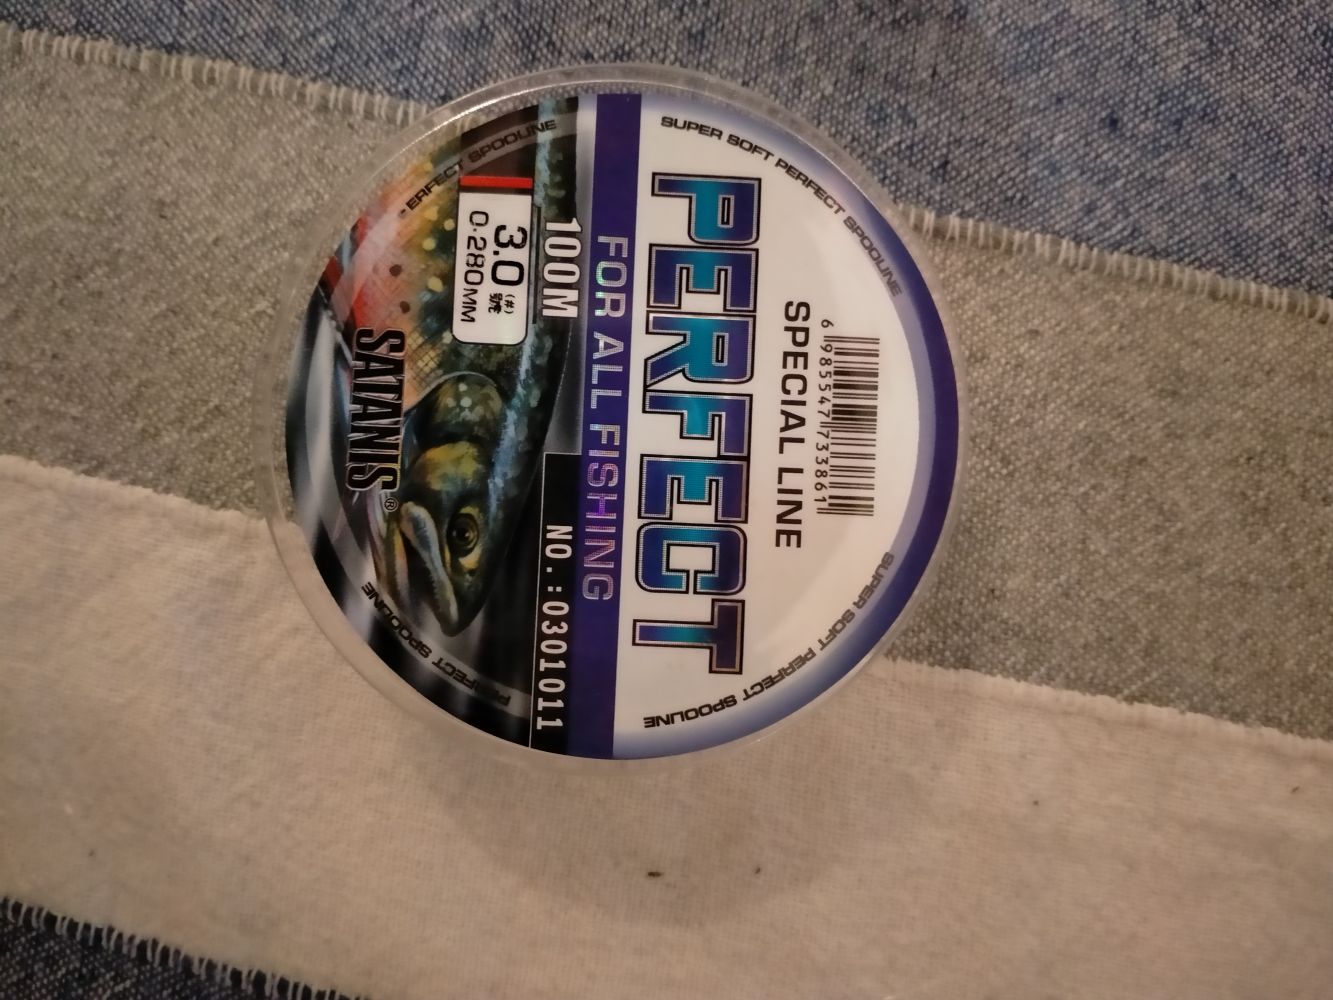 SUPER SOFT PERFECT SPOOLINE
6 985547 733861
SPECIAL LINE
PERFECT
FOR ALL FISHING
100M
NO.:0301011
3.0 (#) 號
0.280MM
SATANIS®
ERFECT SPOOLINE
PERFECT SPOOLINE
SUPER SOFT PERFECT SPOOLINE